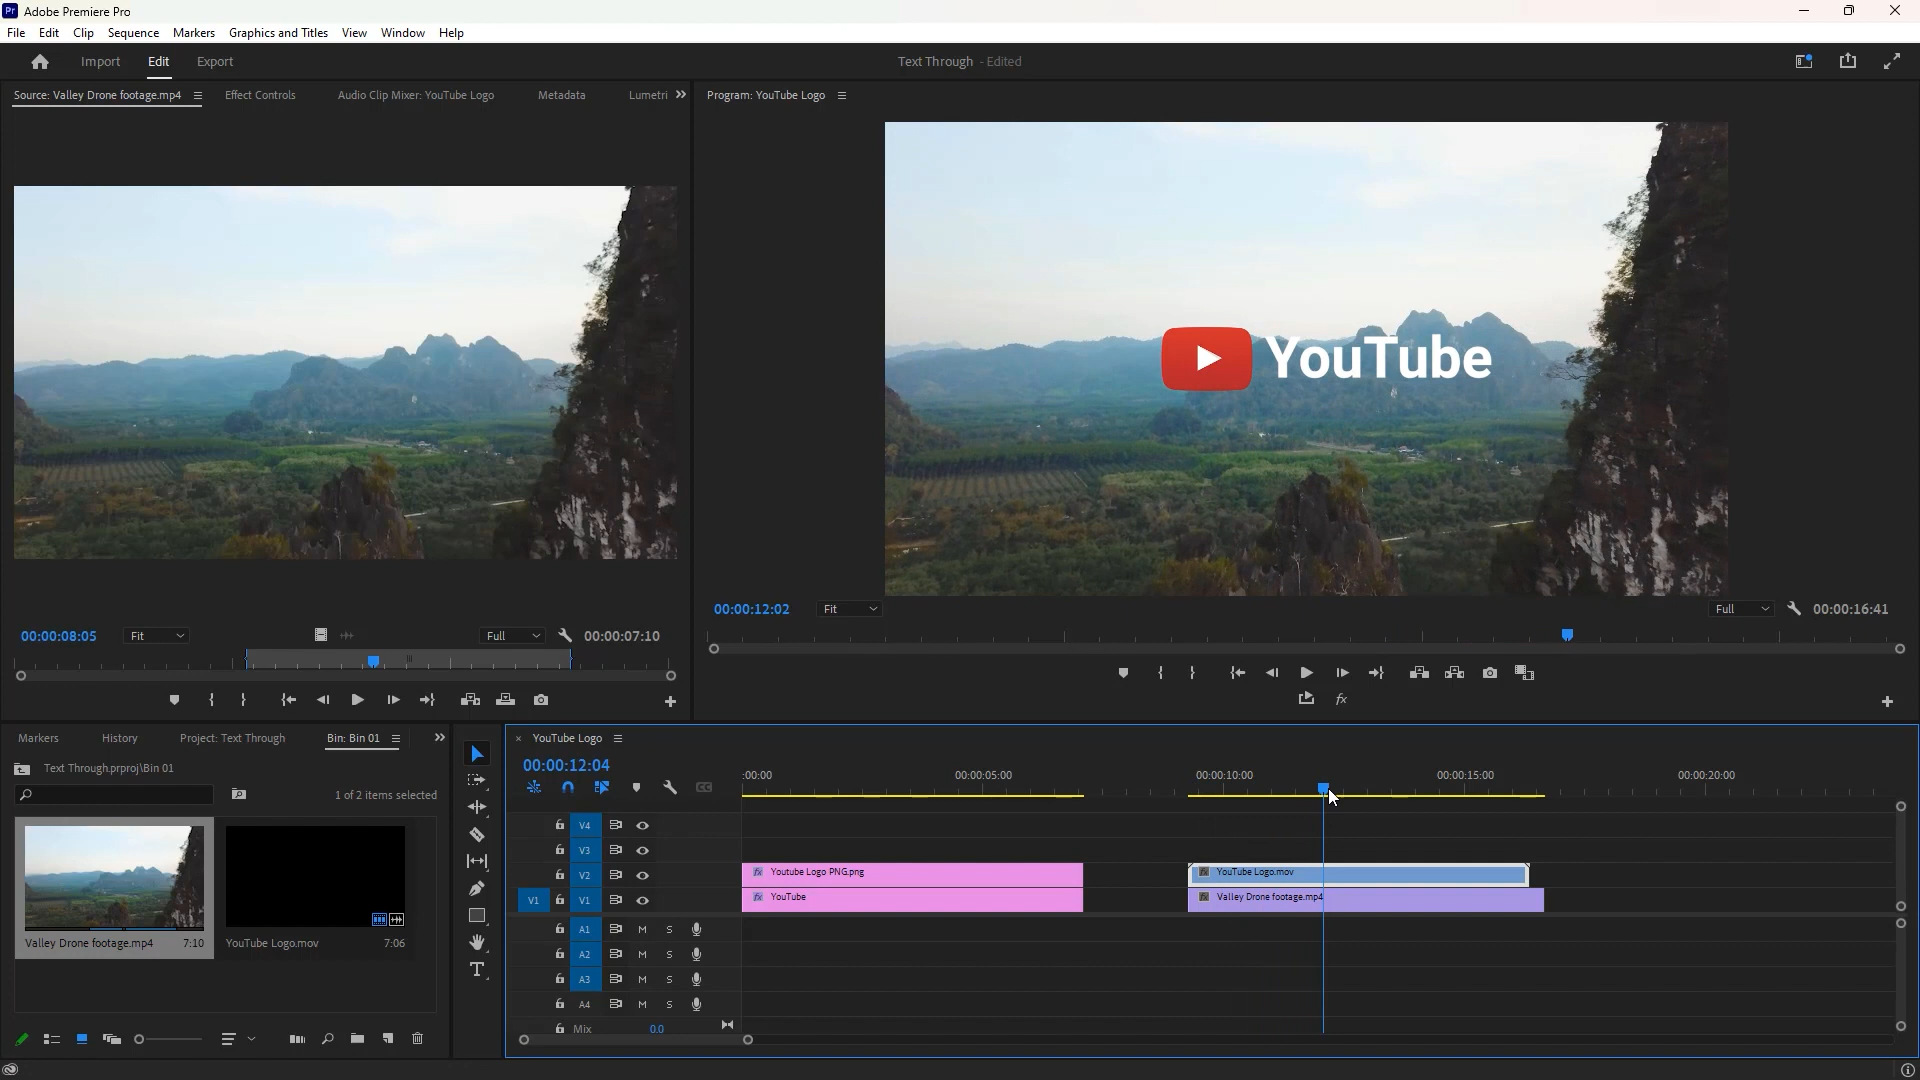 Pr Adobe Premiere Pro
File Edit Clip Sequence Markers Graphics and Titles View Window Help
Import Edit Export Text Through - Edited
Source: Valley Drone footage.mp4 Effect Controls Audio Clip Mixer: YouTube Logo Metadata Lumetri
Program: YouTube Logo
YouTube
00:00:12:02 Fit Full 00:00:16:41
00:00:08:05 Fit Full 00:00:07:10
fx
Markers History Project: Text Through Bin: Bin 01
Text Through.prproj\Bin 01
1 of 2 items selected
Valley Drone footage.mp4 7:10
YouTube Logo.mov 7:06
T
× YouTube Logo
00:00:12:04
:00:00 00:00:05:00 00:00:10:00 00:00:15:00 00:00:20:00
CC
V4
V3
V2 fx Youtube Logo PNG.png fx YouTube Logo.mov
V1 V1 fx YouTube fx Valley Drone footage.mp4
A1 M S
A2 M S
A3 M S
A4 M S
Mix 0.0